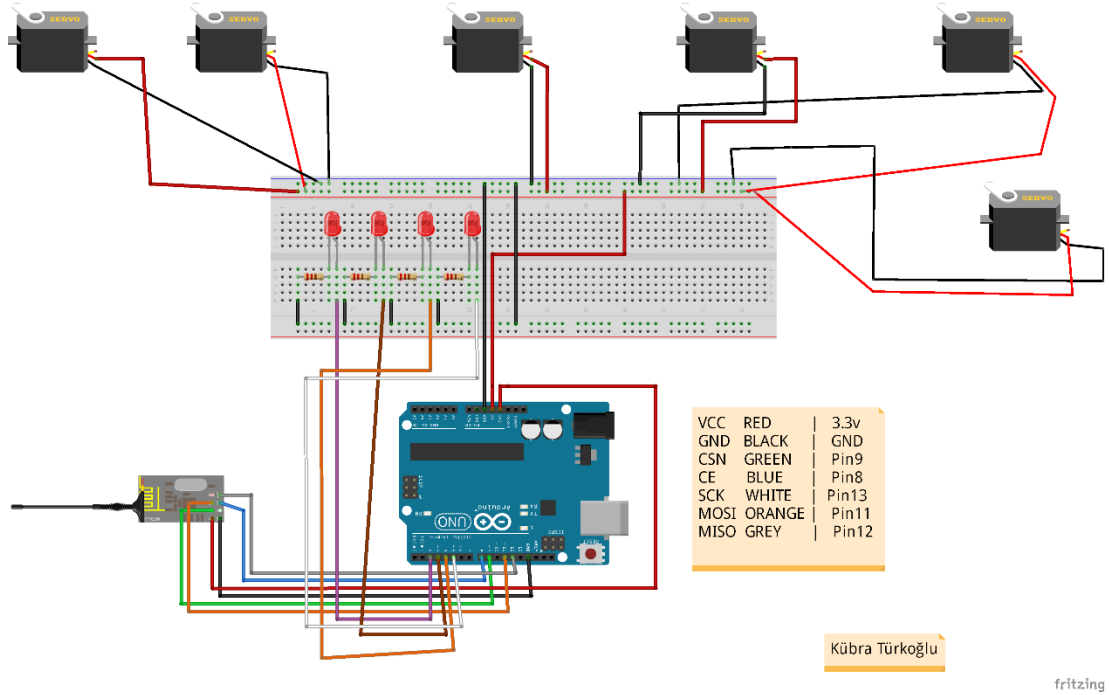 SERVO
SERVO
SERVO
SERVO
SERVO
SERVO
VCC RED | 3.3v
GND BLACK | GND
CSN GREEN | Pin9
CE BLUE | Pin8
SCK WHITE | Pin13
MOSI ORANGE | Pin11
MISO GREY | Pin12
Arduino
UNO
RESET
Kübra Türkoğlu
fritzing